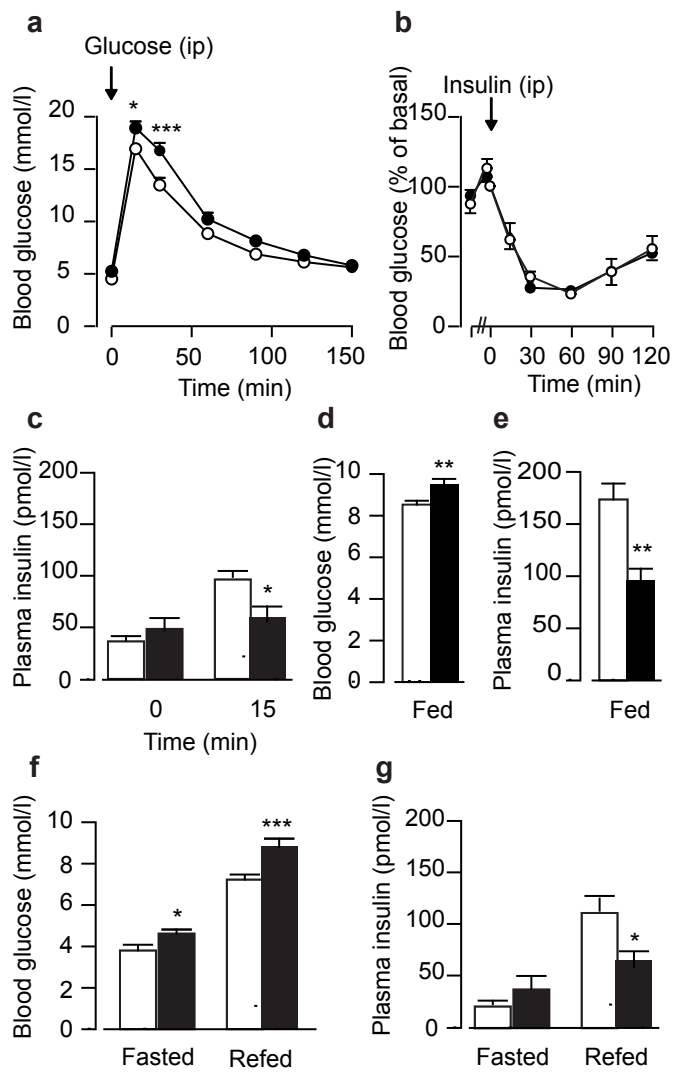 a
Glucose (ip)
Blood glucose (mmol/l)
20
15
10
5
0
*
***
0 50 100 150
Time (min)
b
Insulin (ip)
Blood glucose (% of basal)
150
100
50
0
0 30 60 90 120
Time (min)
c
Plasma insulin (pmol/l)
200
150
100
50
0
*
0 15
Time (min)
d
Blood glucose (mmol/l)
10
8
6
4
2
0
**
Fed
e
Plasma insulin (pmol/l)
200
150
100
50
0
**
Fed
f
Blood glucose (mmol/l)
10
8
6
4
2
0
*
***
Fasted Refed
g
Plasma insulin (pmol/l)
200
150
100
50
0
*
Fasted Refed